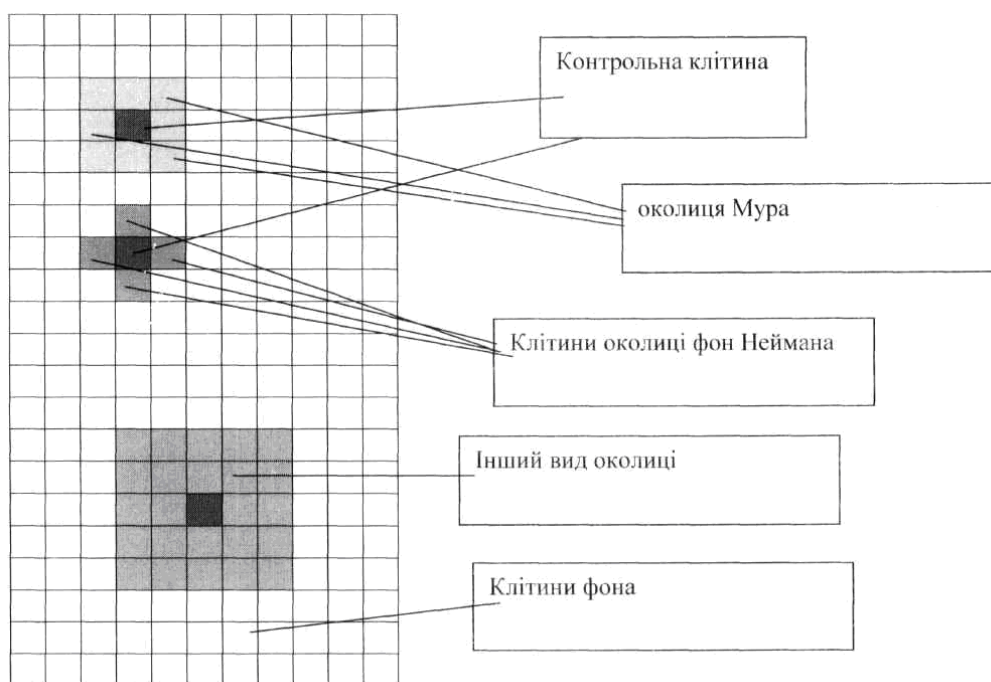 Контрольна клітина
околиця Мура
Клітини околиці фон Неймана
Інший вид околиці
Клітини фона